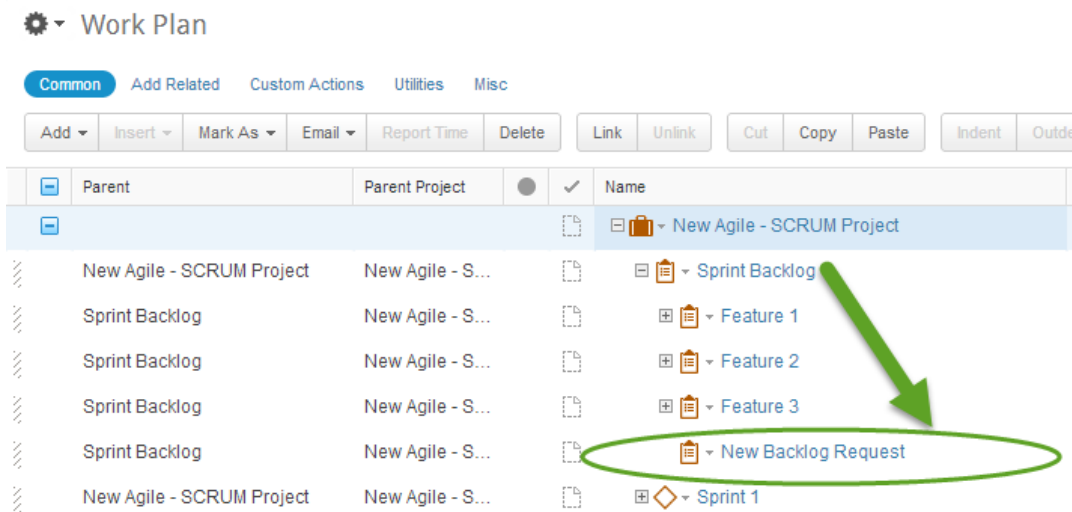 Work Plan
Common Add Related Custom Actions Utilities Misc
Add Insert Mark As Email Report Time Delete Link Unlink Cut Copy Paste Indent Outde
Parent Parent Project Name
New Agile - SCRUM Project
New Agile - SCRUM Project New Agile - S... Sprint Backlog
Sprint Backlog New Agile - S... Feature 1
Sprint Backlog New Agile - S... Feature 2
Sprint Backlog New Agile - S... Feature 3
Sprint Backlog New Agile - S... New Backlog Request
New Agile - SCRUM Project New Agile - S... Sprint 1